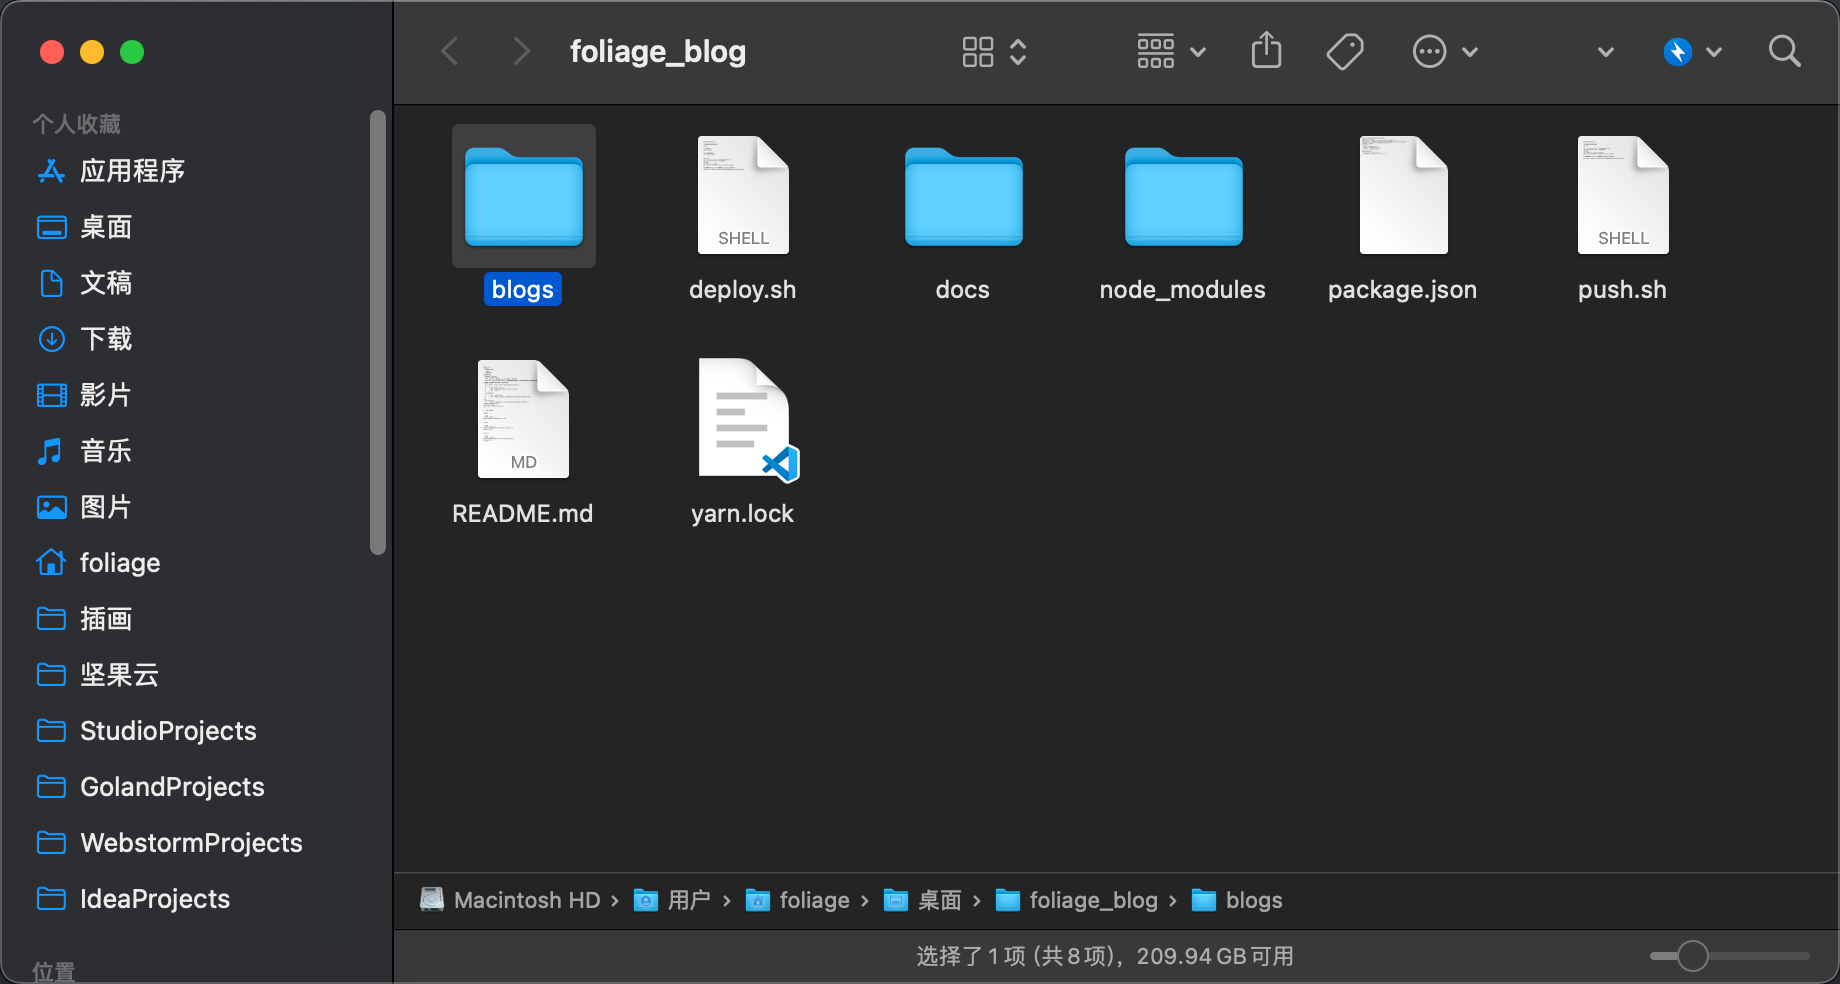 foliage_blog
个人收藏
应用程序
桌面
文稿
下载
影片
音乐
图片
foliage
插画
坚果云
StudioProjects
GolandProjects
WebstormProjects
IdeaProjects
位置
SHELL
SHELL
blogs
deploy.sh
docs
node_modules
package.json
push.sh
MD
README.md
yarn.lock
Macintosh HD › 用户 › foliage › 桌面 › foliage_blog › blogs
选择了1项 (共8项)，209.94 GB可用